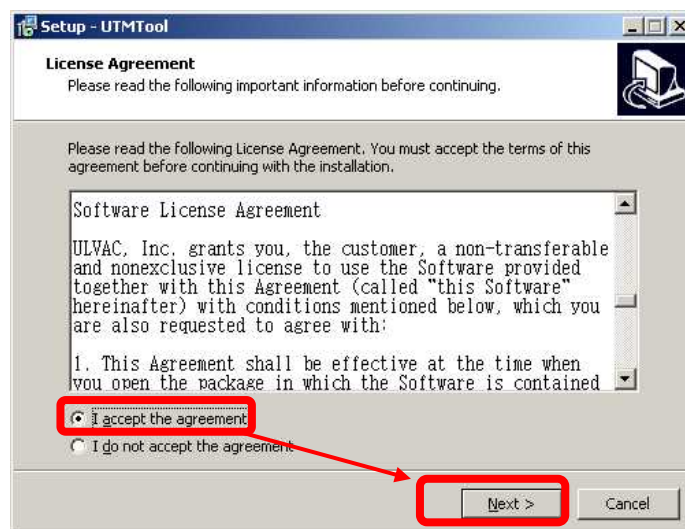 Setup - UTMTool
License Agreement
Please read the following important information before continuing.
Please read the following License Agreement. You must accept the terms of this
agreement before continuing with the installation.
Software License Agreement
ULVAC, Inc. grants you, the customer, a non-transferable
and nonexclusive license to use the Software provided
together with this Agreement (called "this Software"
hereinafter) with conditions mentioned below, which you
are also requested to agree with:
1. This Agreement shall be effective at the time when
you open the package in which the Software is contained
I accept the agreement
I do not accept the agreement
Next >
Cancel